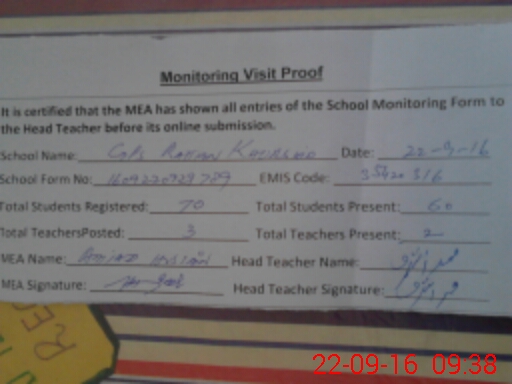 Monitoring Visit Proof
It is certified that the MEA has shown all entries of the School Monitoring Form to
the Head Teacher before its online submission.
School Name: GPS Khurshid Date: 22-9-16
School Form No: EMIS Code:
Total Students Registered: 70 Total Students Present: 60
Total TeachersPosted: 3 Total Teachers Present: 2
MEA Name: Head Teacher Name:
MEA Signature: Head Teacher Signature:
RE
22-09-16 09:38